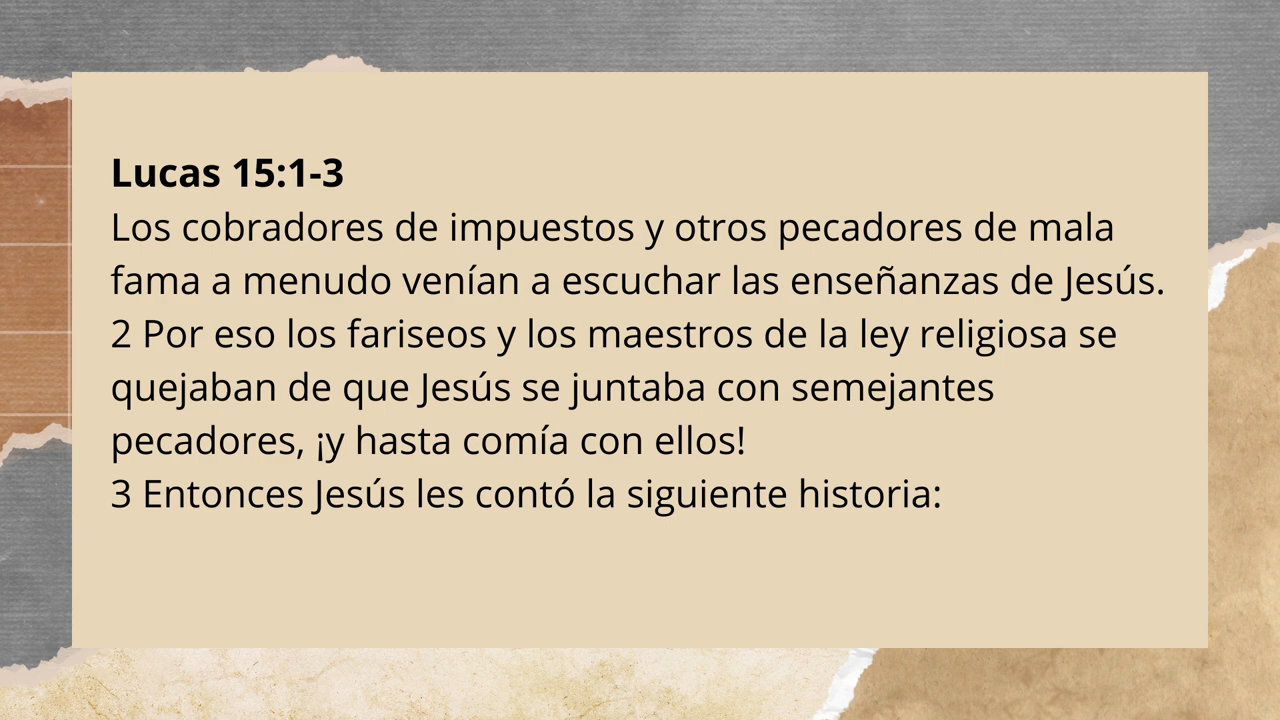 Lucas 15:1-3
Los cobradores de impuestos y otros pecadores de mala
fama a menudo venían a escuchar las enseñanzas de Jesús.
2 Por eso los fariseos y los maestros de la ley religiosa se
quejaban de que Jesús se juntaba con semejantes
pecadores, ¡y hasta comía con ellos!
3 Entonces Jesús les contó la siguiente historia: